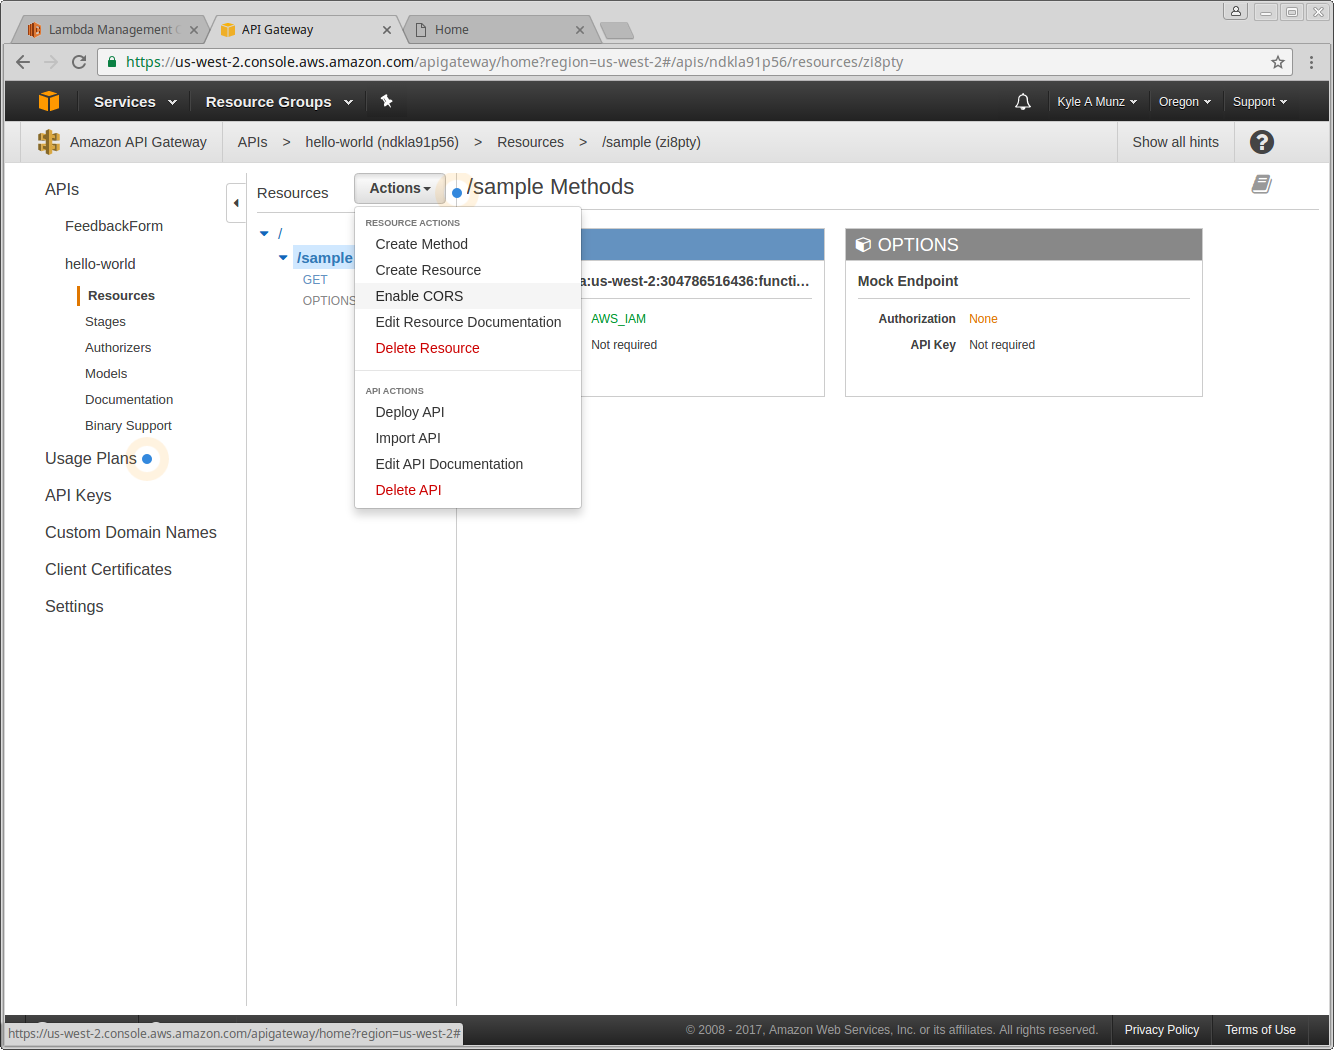 Lambda Management
API Gateway
Home
https://us-west-2.console.aws.amazon.com/apigateway/home?region=us-west-2#/apis/ndkla91p56/resources/zi8pty
Services
Resource Groups
Kyle A Munz
Oregon
Support
Amazon API Gateway
APIs > hello-world (ndkla91p56) > Resources > /sample (zi8pty)
Show all hints
?
APIs
FeedbackForm
hello-world
Resources
Stages
Authorizers
Models
Documentation
Binary Support
Usage Plans
API Keys
Custom Domain Names
Client Certificates
Settings
Resources
Actions
/
/sample
GET
OPTIONS
RESOURCE ACTIONS
Create Method
Create Resource
Enable CORS
Edit Resource Documentation
Delete Resource
API ACTIONS
Deploy API
Import API
Edit API Documentation
Delete API
/sample Methods
a:us-west-2:304786516436:functi...
AWS_IAM
Not required
OPTIONS
Mock Endpoint
Authorization None
API Key Not required
https://us-west-2.console.aws.amazon.com/apigateway/home?region=us-west-2#
© 2008 - 2017, Amazon Web Services, Inc. or its affiliates. All rights reserved.
Privacy Policy
Terms of Use